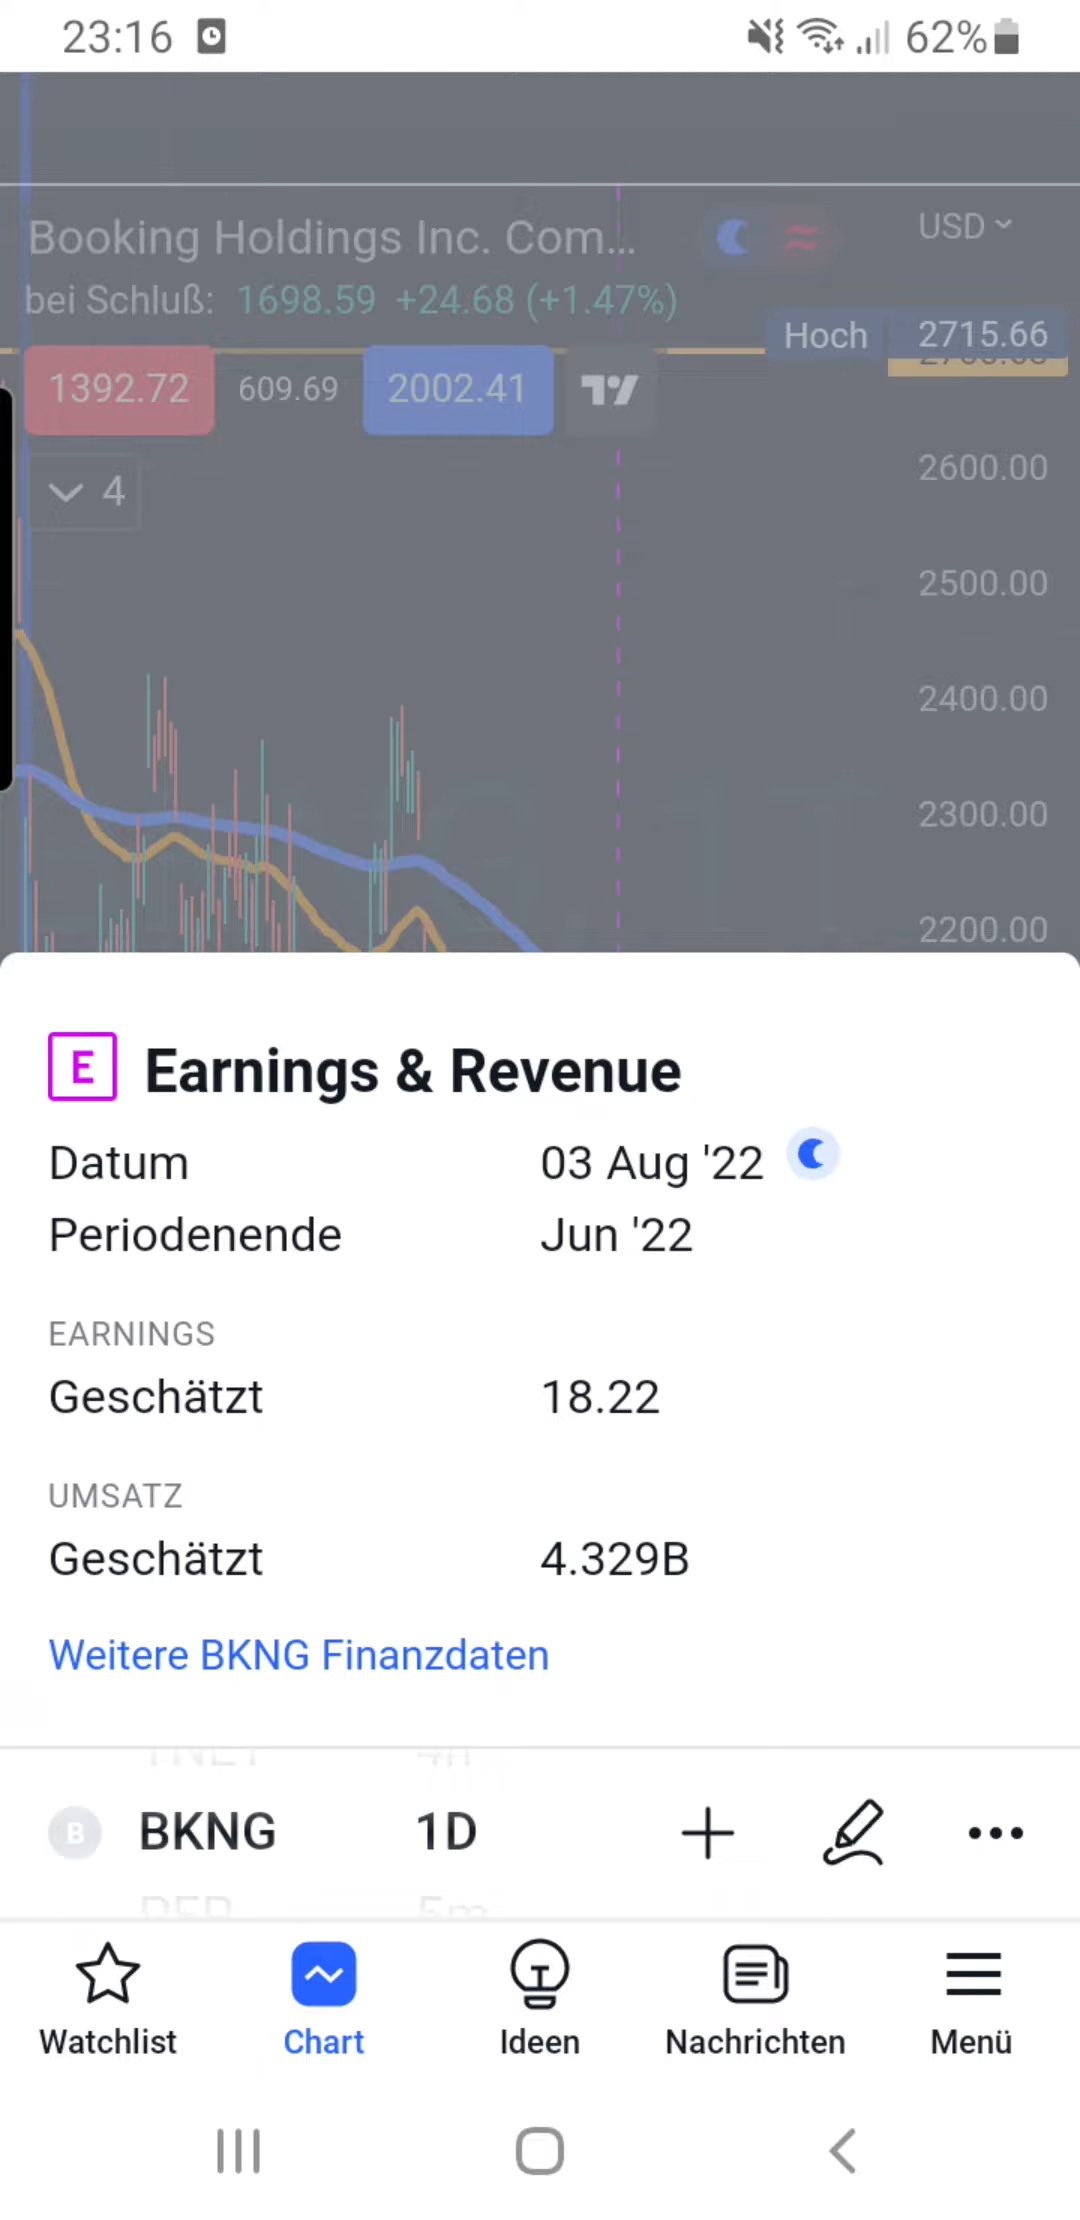 23:16
62%
Booking Holdings Inc. Com...
USD
bei Schluß: 1698.59 +24.68 (+1.47%)
Hoch 2715.66
1392.72 609.69 2002.41
2600.00
4
2500.00
2400.00
2300.00
2200.00
E Earnings & Revenue
Datum 03 Aug '22
Periodenende Jun '22
EARNINGS
Geschätzt 18.22
UMSATZ
Geschätzt 4.329B
Weitere BKNG Finanzdaten
B BKNG 1D
Watchlist Chart Ideen Nachrichten Menü